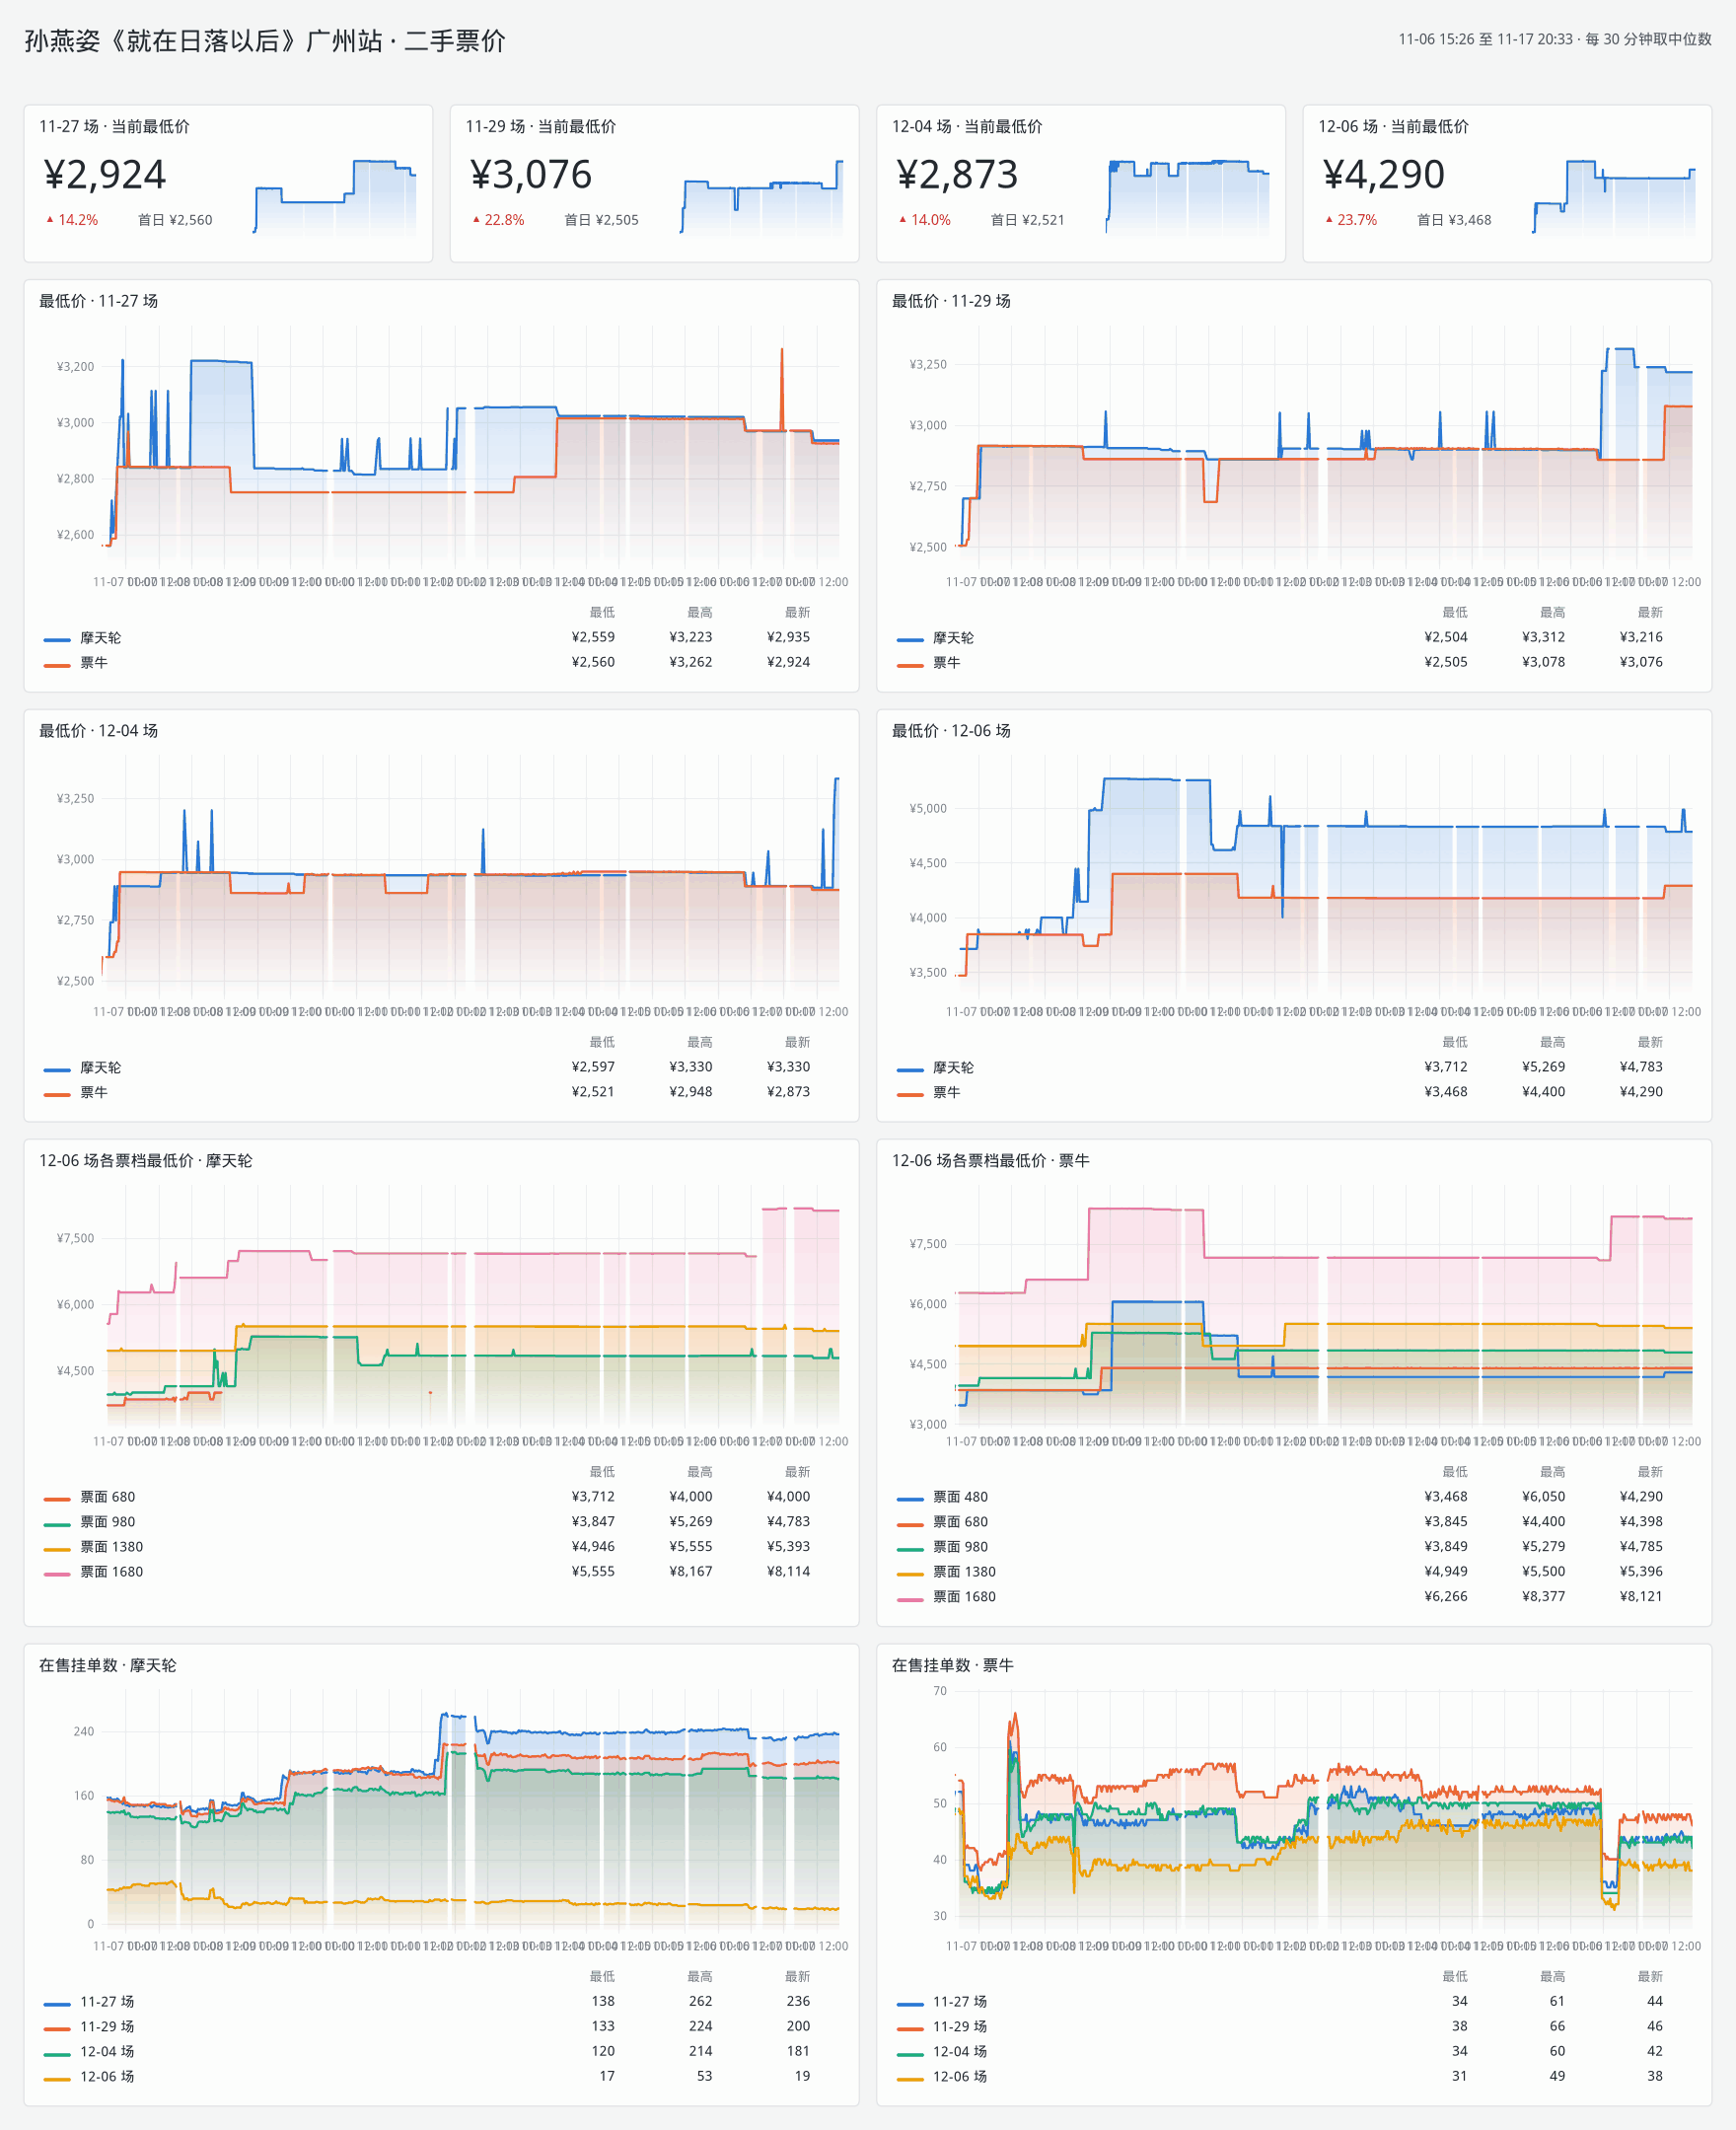 孙燕姿《就在日落以后》广州站 · 二手票价
11-06 15:26 至 11-17 20:33 · 每 30 分钟取中位数
11-27 场 · 当前最低价
¥2,924
▲ 14.2% 首日 ¥2,560
11-29 场 · 当前最低价
¥3,076
▲ 22.8% 首日 ¥2,505
12-04 场 · 当前最低价
¥2,873
▲ 14.0% 首日 ¥2,521
12-06 场 · 当前最低价
¥4,290
▲ 23.7% 首日 ¥3,468
最低价 · 11-27 场
¥3,200
¥3,000
¥2,800
¥2,600
最低 最高 最新
摩天轮 ¥2,559 ¥3,223 ¥2,935
票牛 ¥2,560 ¥3,262 ¥2,924
最低价 · 11-29 场
¥3,250
¥3,000
¥2,750
¥2,500
最低 最高 最新
摩天轮 ¥2,504 ¥3,312 ¥3,216
票牛 ¥2,505 ¥3,078 ¥3,076
最低价 · 12-04 场
¥3,250
¥3,000
¥2,750
¥2,500
最低 最高 最新
摩天轮 ¥2,597 ¥3,330 ¥3,330
票牛 ¥2,521 ¥2,948 ¥2,873
最低价 · 12-06 场
¥5,000
¥4,500
¥4,000
¥3,500
最低 最高 最新
摩天轮 ¥3,712 ¥5,269 ¥4,783
票牛 ¥3,468 ¥4,400 ¥4,290
12-06 场各票档最低价 · 摩天轮
¥7,500
¥6,000
¥4,500
最低 最高 最新
票面 680 ¥3,712 ¥4,000 ¥4,000
票面 980 ¥3,847 ¥5,269 ¥4,783
票面 1380 ¥4,946 ¥5,555 ¥5,393
票面 1680 ¥5,555 ¥8,167 ¥8,114
12-06 场各票档最低价 · 票牛
¥7,500
¥6,000
¥4,500
¥3,000
最低 最高 最新
票面 480 ¥3,468 ¥6,050 ¥4,290
票面 680 ¥3,845 ¥4,400 ¥4,398
票面 980 ¥3,849 ¥5,279 ¥4,785
票面 1380 ¥4,949 ¥5,500 ¥5,396
票面 1680 ¥6,266 ¥8,377 ¥8,121
在售挂单数 · 摩天轮
240
160
80
0
最低 最高 最新
11-27 场 138 262 236
11-29 场 133 224 200
12-04 场 120 214 181
12-06 场 17 53 19
在售挂单数 · 票牛
70
60
50
40
30
最低 最高 最新
11-27 场 34 61 44
11-29 场 38 66 46
12-04 场 34 60 42
12-06 场 31 49 38